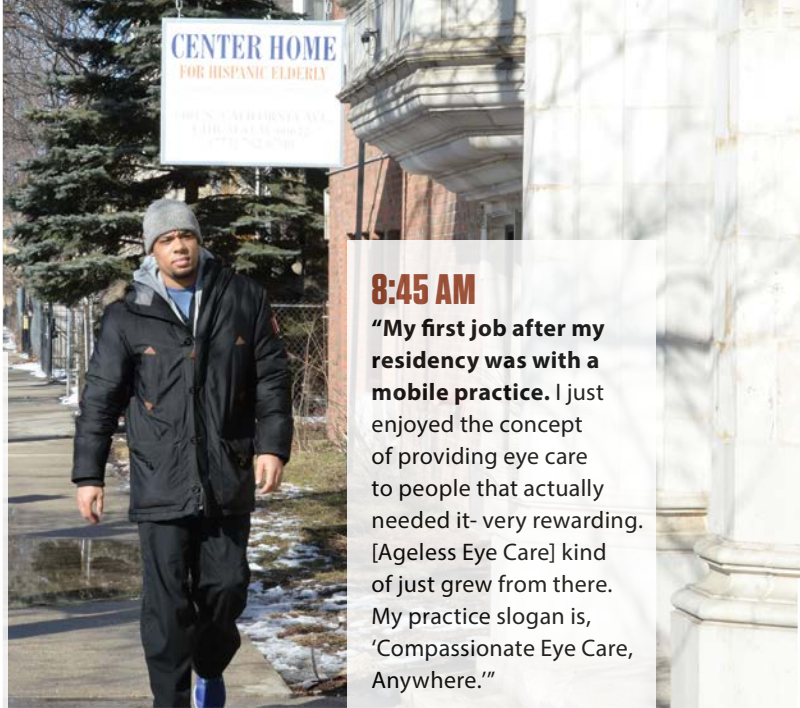 CENTER HOME
FOR HISPANIC ELDERLY
8:45 AM
“My first job after my
residency was with a
mobile practice. I just
enjoyed the concept
of providing eye care
to people that actually
needed it- very rewarding.
[Ageless Eye Care] kind
of just grew from there.
My practice slogan is,
‘Compassionate Eye Care,
Anywhere.’”